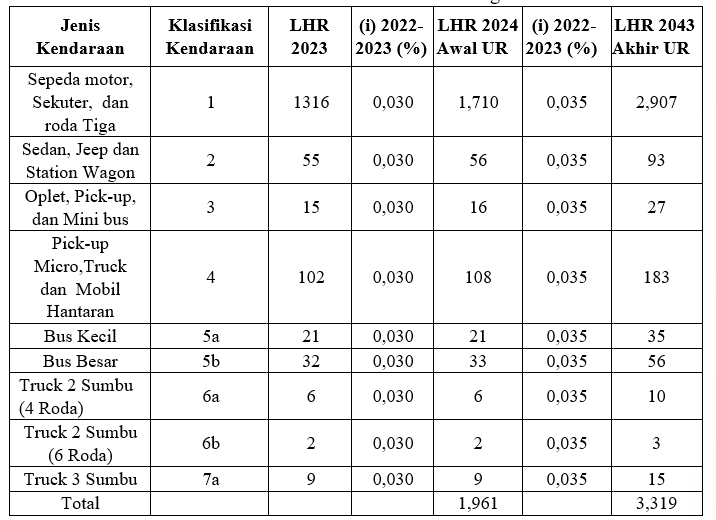 Jenis Kendaraan | Klasifikasi Kendaraan | LHR 2023 | (i) 2022-2023 (%) | LHR 2024 Awal UR | (i) 2022-2023 (%) | LHR 2043 Akhir UR
Sepeda motor, Sekuter, dan roda Tiga | 1 | 1316 | 0,030 | 1,710 | 0,035 | 2,907
Sedan, Jeep dan Station Wagon | 2 | 55 | 0,030 | 56 | 0,035 | 93
Oplet, Pick-up, dan Mini bus | 3 | 15 | 0,030 | 16 | 0,035 | 27
Pick-up Micro,Truck dan Mobil Hantaran | 4 | 102 | 0,030 | 108 | 0,035 | 183
Bus Kecil | 5a | 21 | 0,030 | 21 | 0,035 | 35
Bus Besar | 5b | 32 | 0,030 | 33 | 0,035 | 56
Truck 2 Sumbu (4 Roda) | 6a | 6 | 0,030 | 6 | 0,035 | 10
Truck 2 Sumbu (6 Roda) | 6b | 2 | 0,030 | 2 | 0,035 | 3
Truck 3 Sumbu | 7a | 9 | 0,030 | 9 | 0,035 | 15
Total | | | | 1,961 | | 3,319